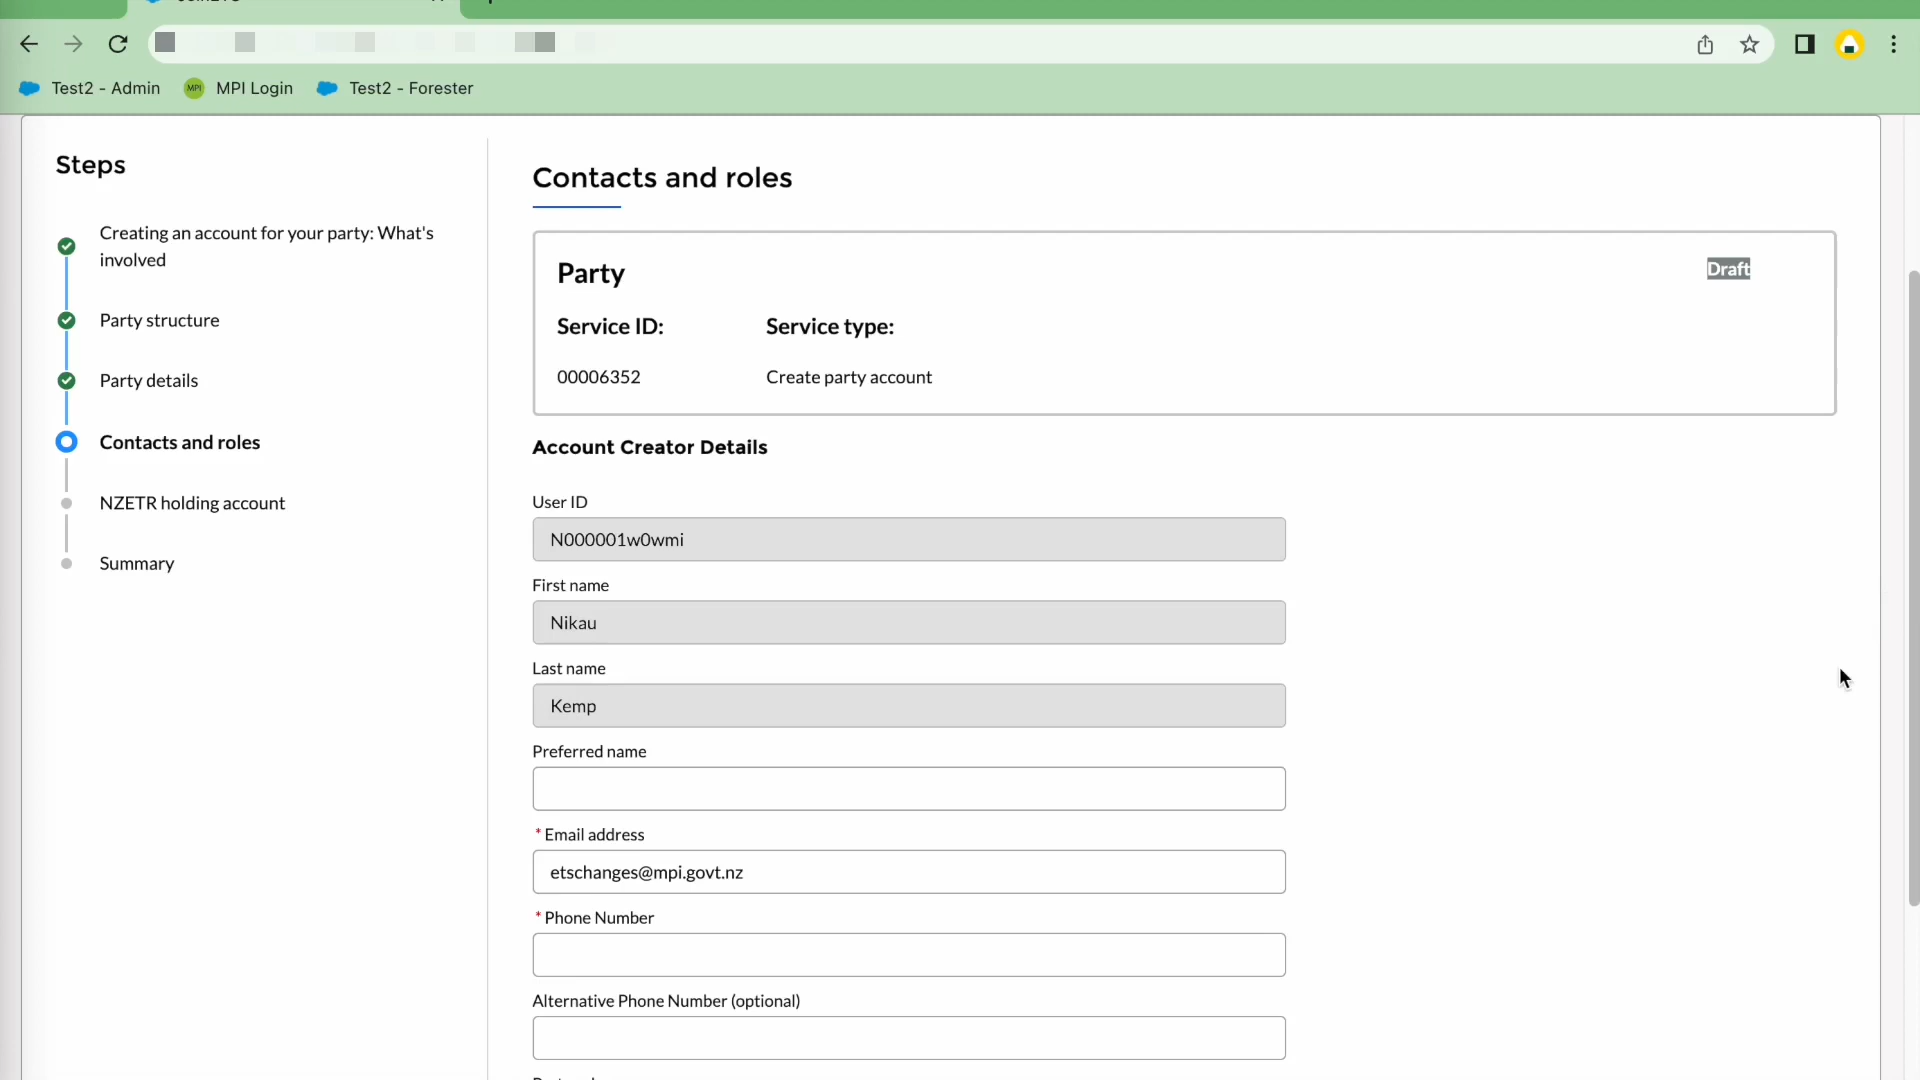 Test2 - Admin
MPI
MPI Login
Test2 - Forester
Steps
Creating an account for your party: What's
involved
Party structure
Party details
Contacts and roles
NZETR holding account
Summary
Contacts and roles
Party
Draft
Service ID:
Service type:
00006352
Create party account
Account Creator Details
User ID
N000001w0wmi
First name
Nikau
Last name
Kemp
Preferred name
* Email address
etschanges@mpi.govt.nz
* Phone Number
Alternative Phone Number (optional)